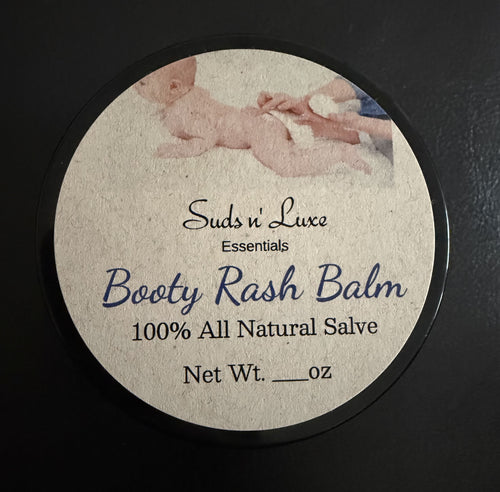 Suds n' Luxe
Essentials
Booty Rash Balm
100% All Natural Salve
Net Wt. ___oz